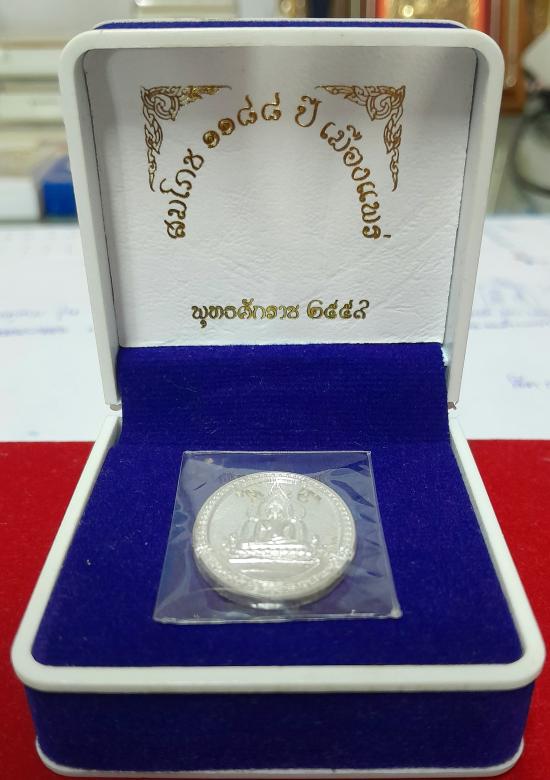 สมโภช ๑๑๘๘ ปี เมืองแพร่
พุทธศักราช ๒๕๕๙